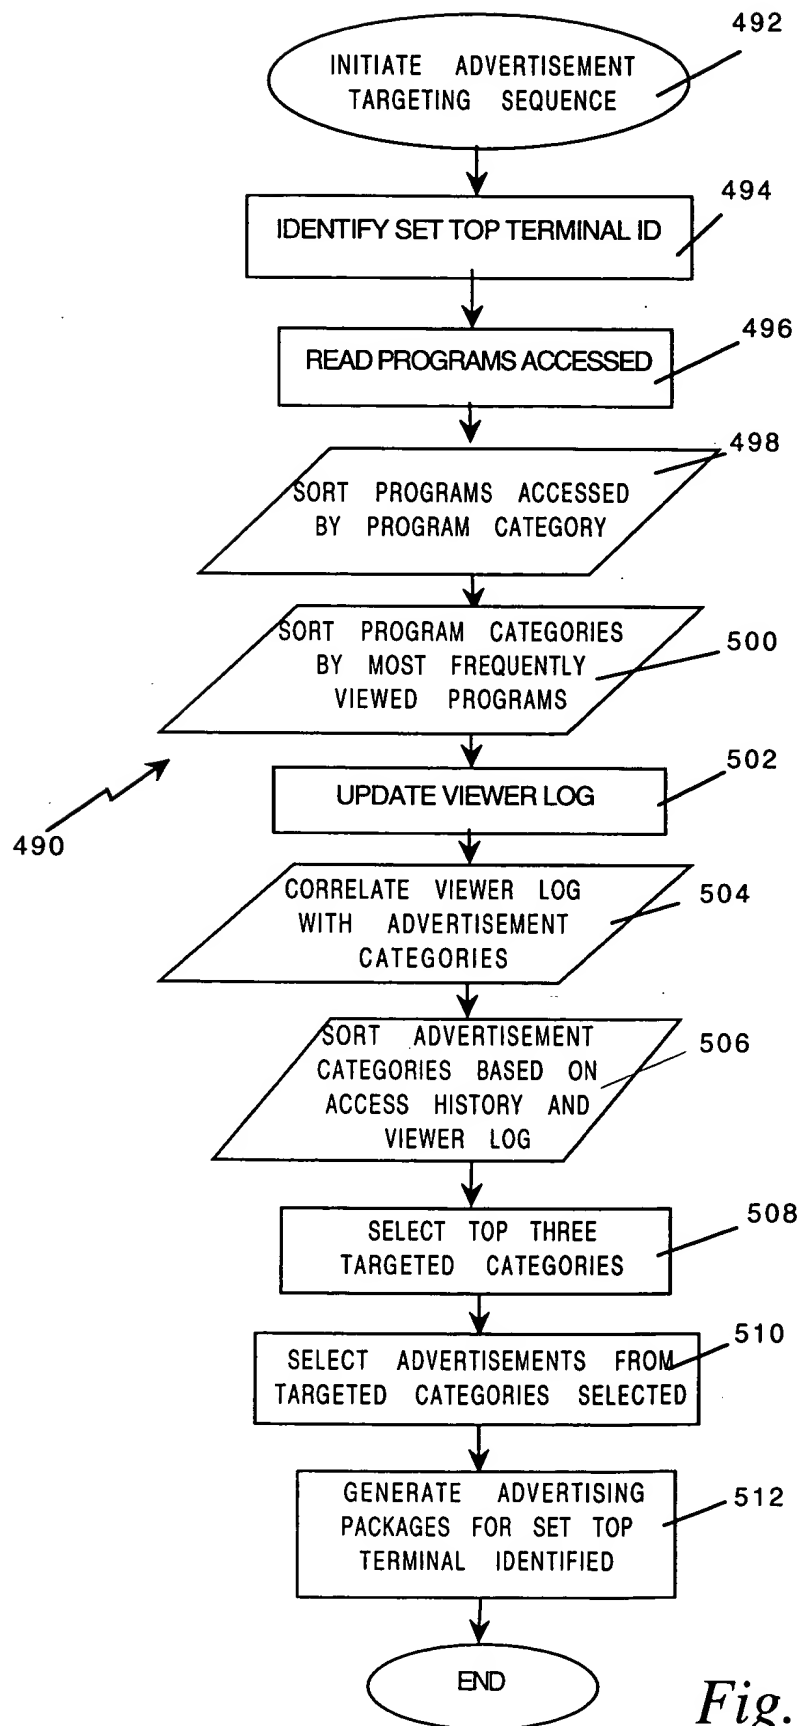 492
INITIATE ADVERTISEMENT
TARGETING SEQUENCE
494
IDENTIFY SET TOP TERMINAL ID
496
READ PROGRAMS ACCESSED
498
SORT PROGRAMS ACCESSED
BY PROGRAM CATEGORY
500
SORT PROGRAM CATEGORIES
BY MOST FREQUENTLY
VIEWED PROGRAMS
502
UPDATE VIEWER LOG
490
504
CORRELATE VIEWER LOG
WITH ADVERTISEMENT
CATEGORIES
506
SORT ADVERTISEMENT
CATEGORIES BASED ON
ACCESS HISTORY AND
VIEWER LOG
508
SELECT TOP THREE
TARGETED CATEGORIES
510
SELECT ADVERTISEMENTS FROM
TARGETED CATEGORIES SELECTED
512
GENERATE ADVERTISING
PACKAGES FOR SET TOP
TERMINAL IDENTIFIED
END
Fig.